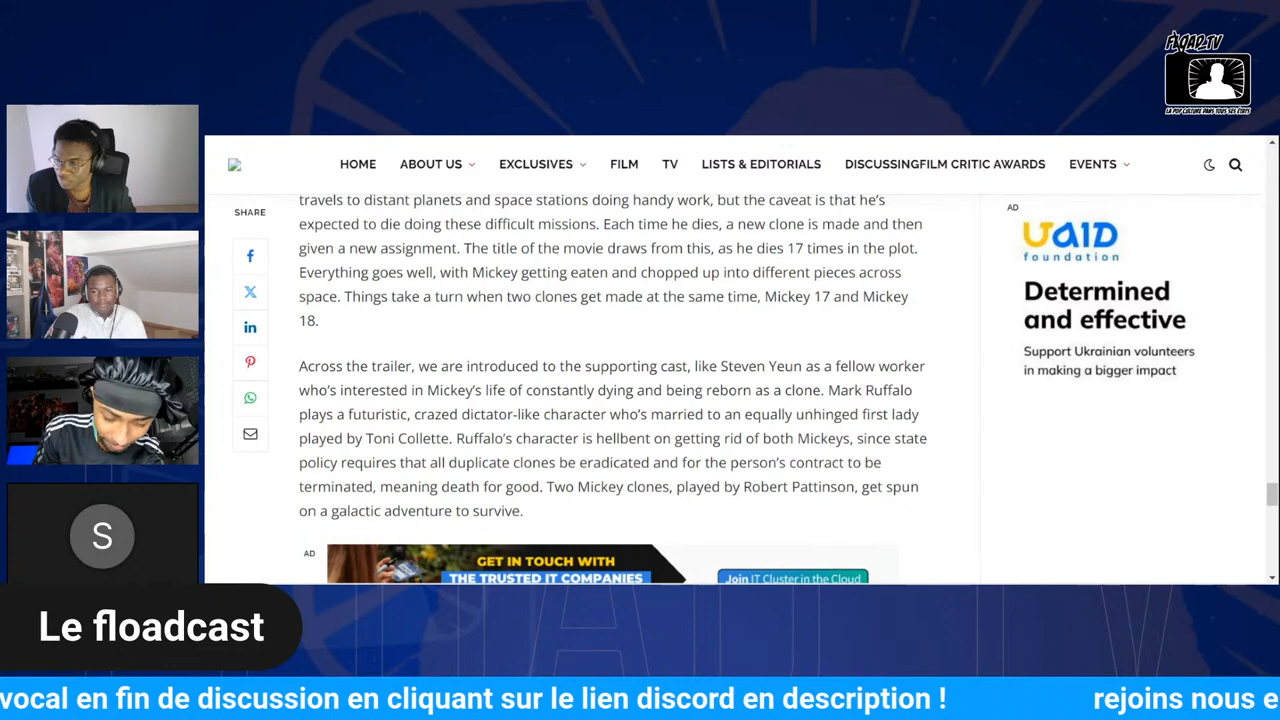 FLOAD.TV
LA POP CULTURE DANS TOUS SES ÉTATS
HOME ABOUT US EXCLUSIVES FILM TV LISTS & EDITORIALS DISCUSSINGFILM CRITIC AWARDS EVENTS
SHARE
travels to distant planets and space stations doing handy work, but the caveat is that he's
expected to die doing these difficult missions. Each time he dies, a new clone is made and then
given a new assignment. The title of the movie draws from this, as he dies 17 times in the plot.
Everything goes well, with Mickey getting eaten and chopped up into different pieces across
space. Things take a turn when two clones get made at the same time, Mickey 17 and Mickey
18.
Across the trailer, we are introduced to the supporting cast, like Steven Yeun as a fellow worker
who's interested in Mickey's life of constantly dying and being reborn as a clone. Mark Ruffalo
plays a futuristic, crazed dictator-like character who's married to an equally unhinged first lady
played by Toni Collette. Ruffalo's character is hellbent on getting rid of both Mickeys, since state
policy requires that all duplicate clones be eradicated and for the person's contract to be
terminated, meaning death for good. Two Mickey clones, played by Robert Pattinson, get spun
on a galactic adventure to survive.
AD
GET IN TOUCH WITH
THE TRUSTED IT COMPANIES
Join IT Cluster in the Cloud
AD
UAID
foundation
Determined
and effective
Support Ukrainian volunteers
in making a bigger impact
S
Le floadcast
vocal en fin de discussion en cliquant sur le lien discord en description ! rejoins nous e